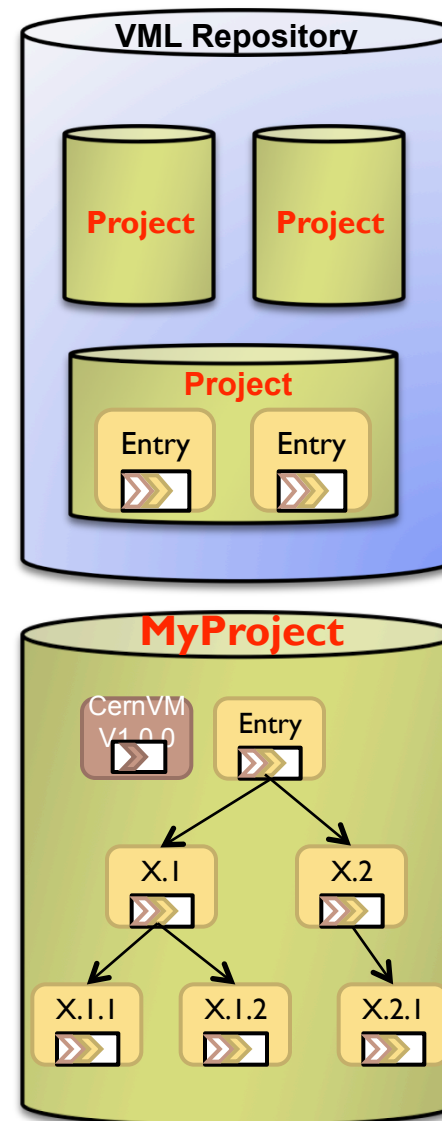 VML Repository
Project
Project
Project
Entry
Entry
MyProject
CernVM
V1.0.0
Entry
X.1
X.2
X.1.1
X.1.2
X.2.1